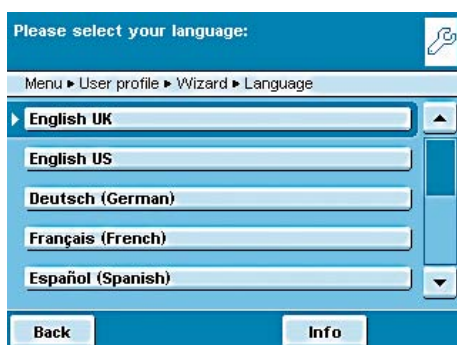 Please select your language:
Menu ▸ User profile ▸ Wizard ▸ Language
English UK
English US
Deutsch (German)
Français (French)
Español (Spanish)
Back Info